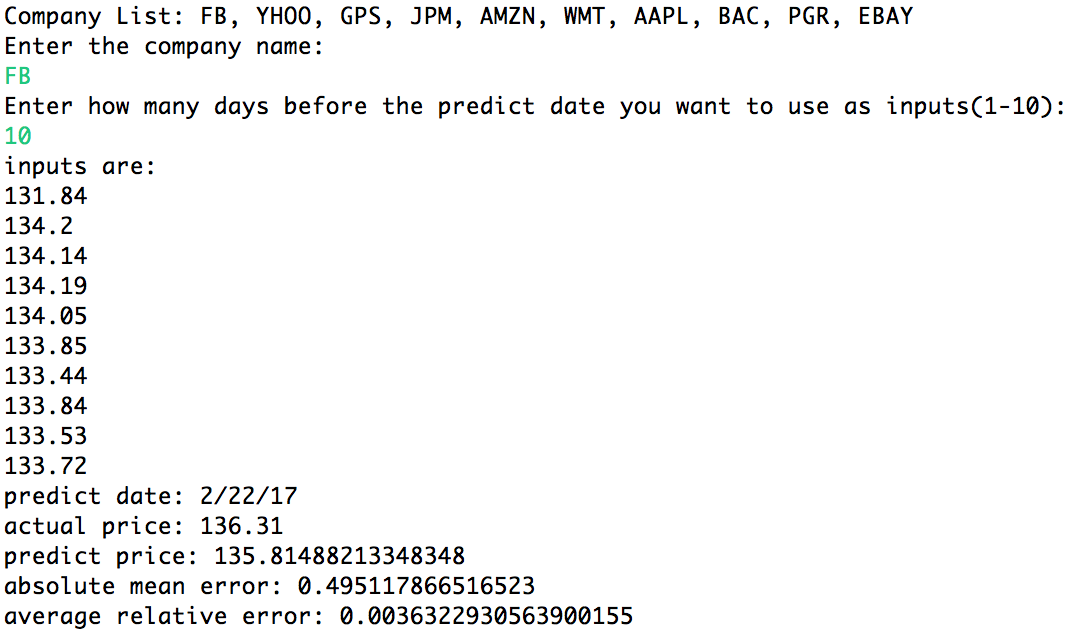 Company List: FB, YHOO, GPS, JPM, AMZN, WMT, AAPL, BAC, PGR, EBAY
Enter the company name:
FB
Enter how many days before the predict date you want to use as inputs(1-10):
10
inputs are:
131.84
134.2
134.14
134.19
134.05
133.85
133.44
133.84
133.53
133.72
predict date: 2/22/17
actual price: 136.31
predict price: 135.81488213348348
absolute mean error: 0.495117866516523
average relative error: 0.0036322930563900155